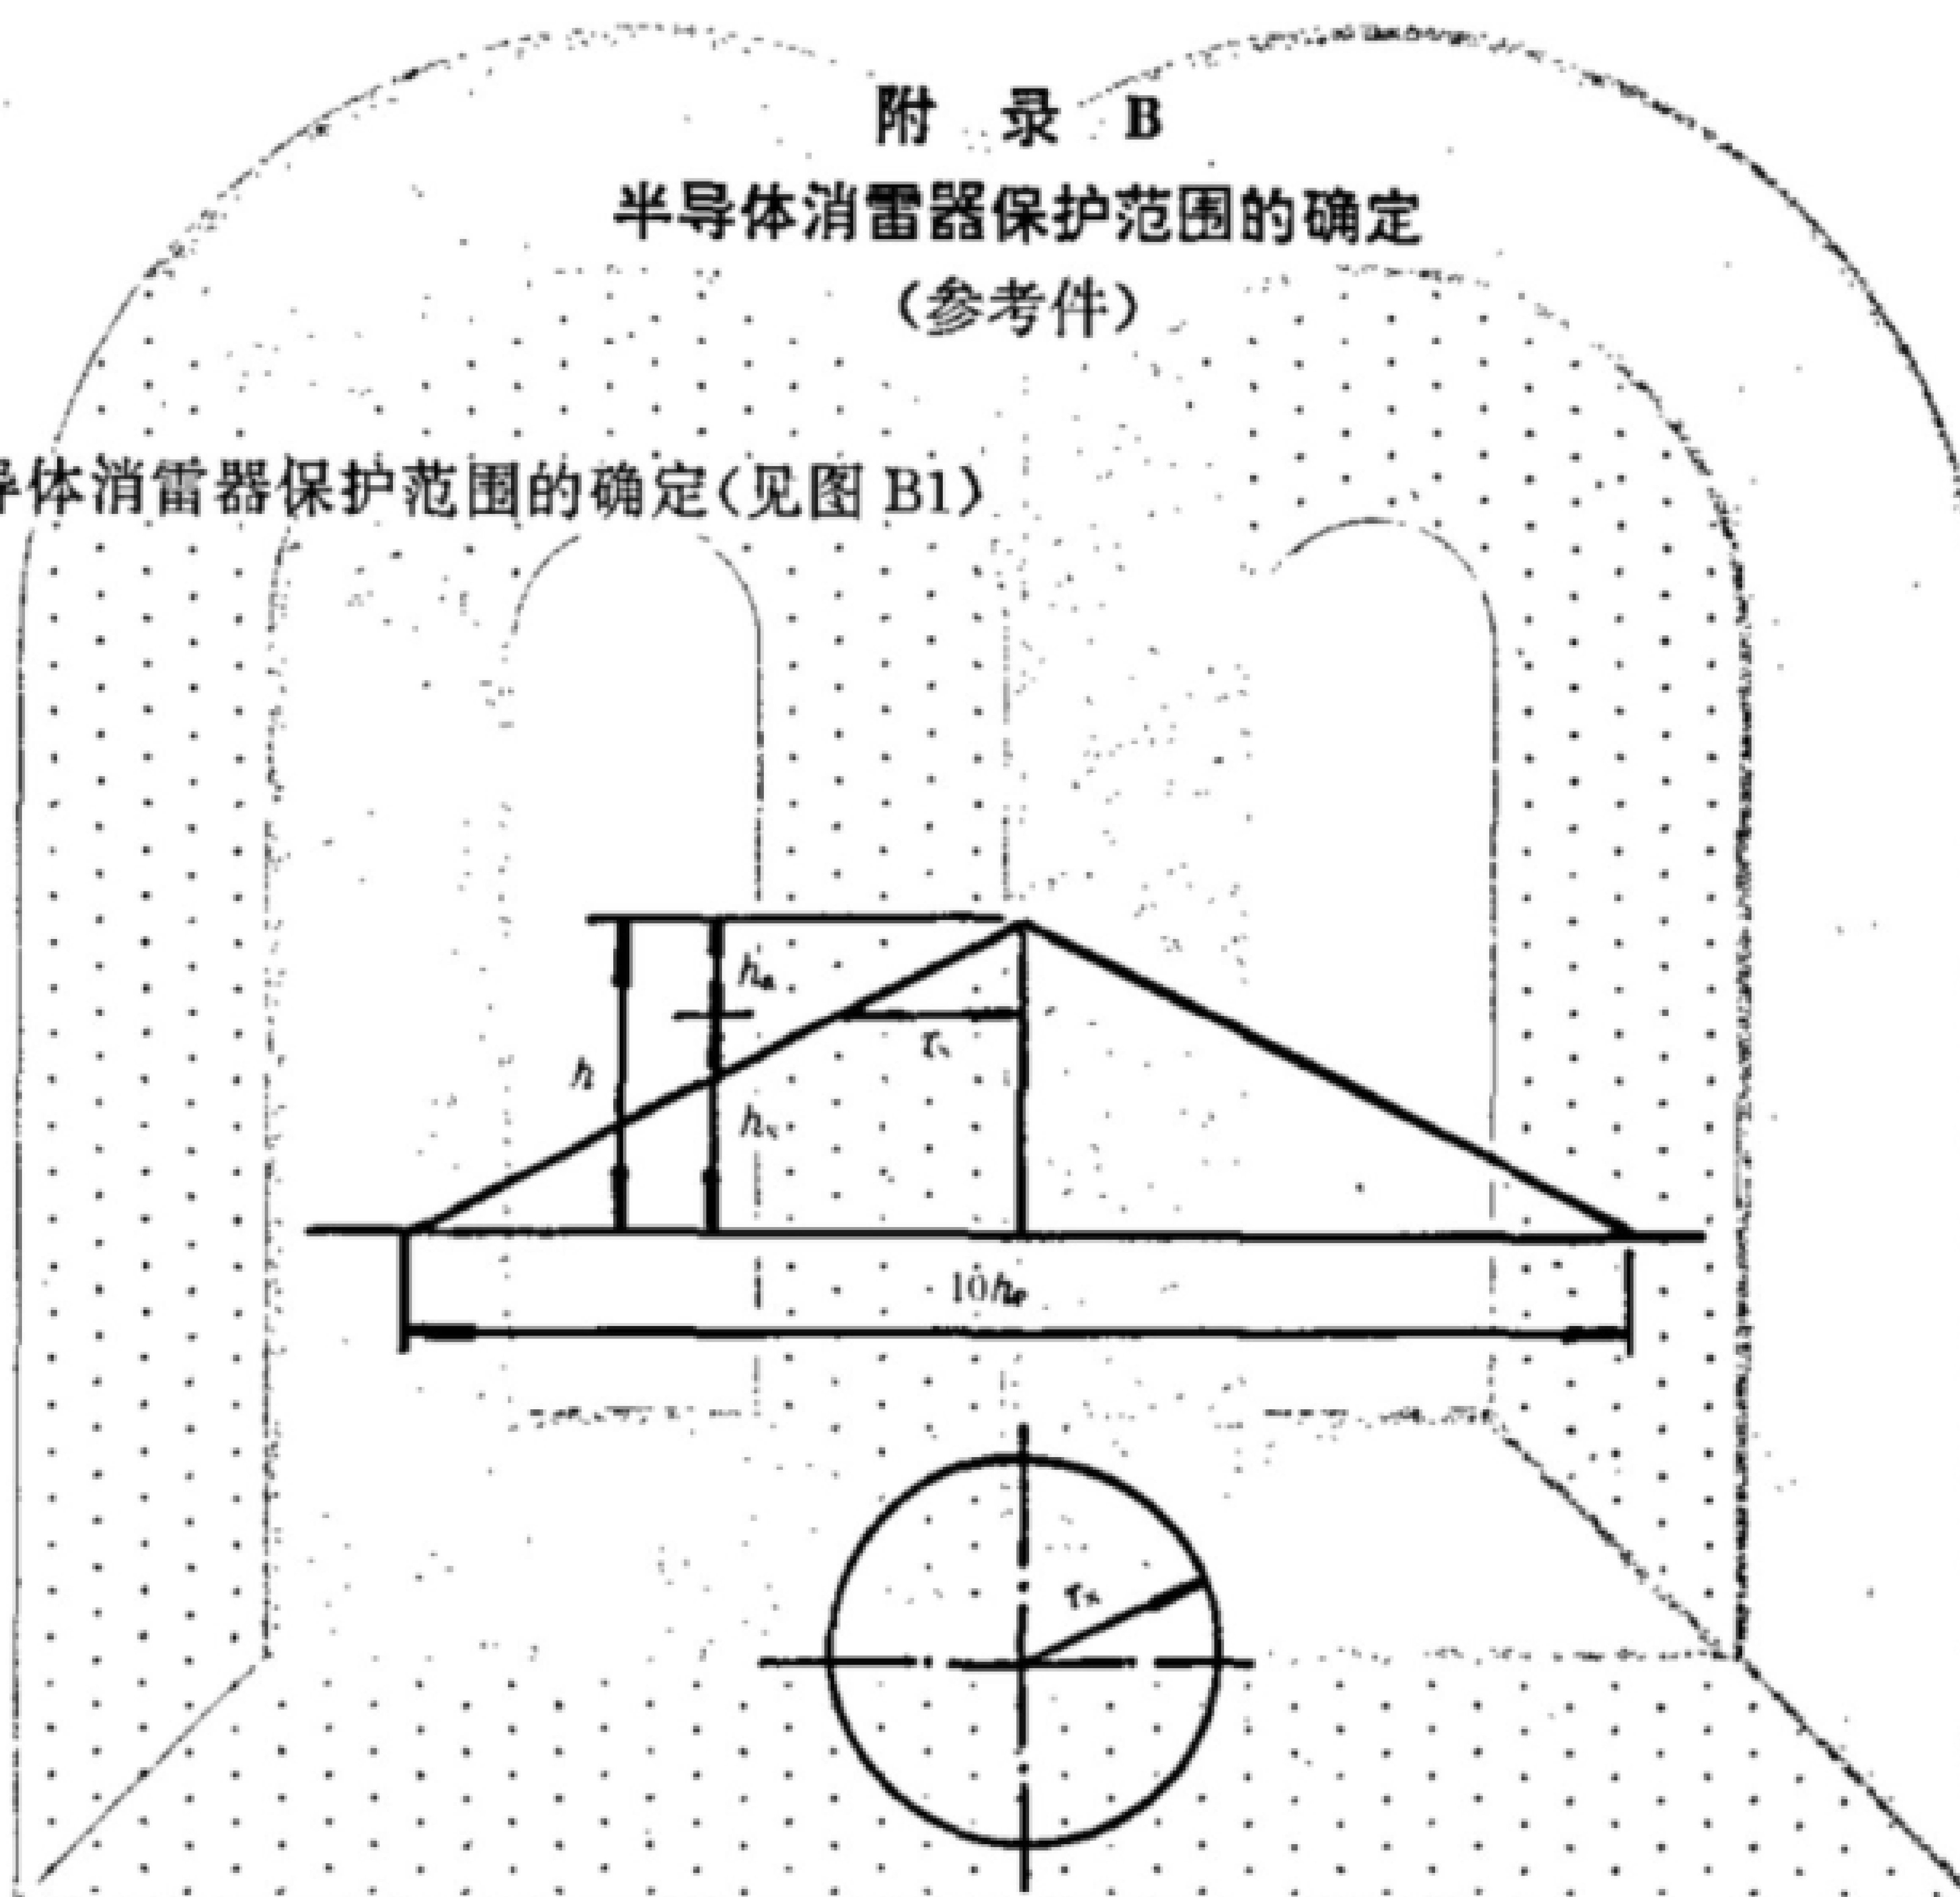 附 录 B
半导体消雷器保护范围的确定
(参考件)
导体消雷器保护范围的确定(见图 B1)
hₐ
h
rₓ
hₓ
10hₐ
rₓ